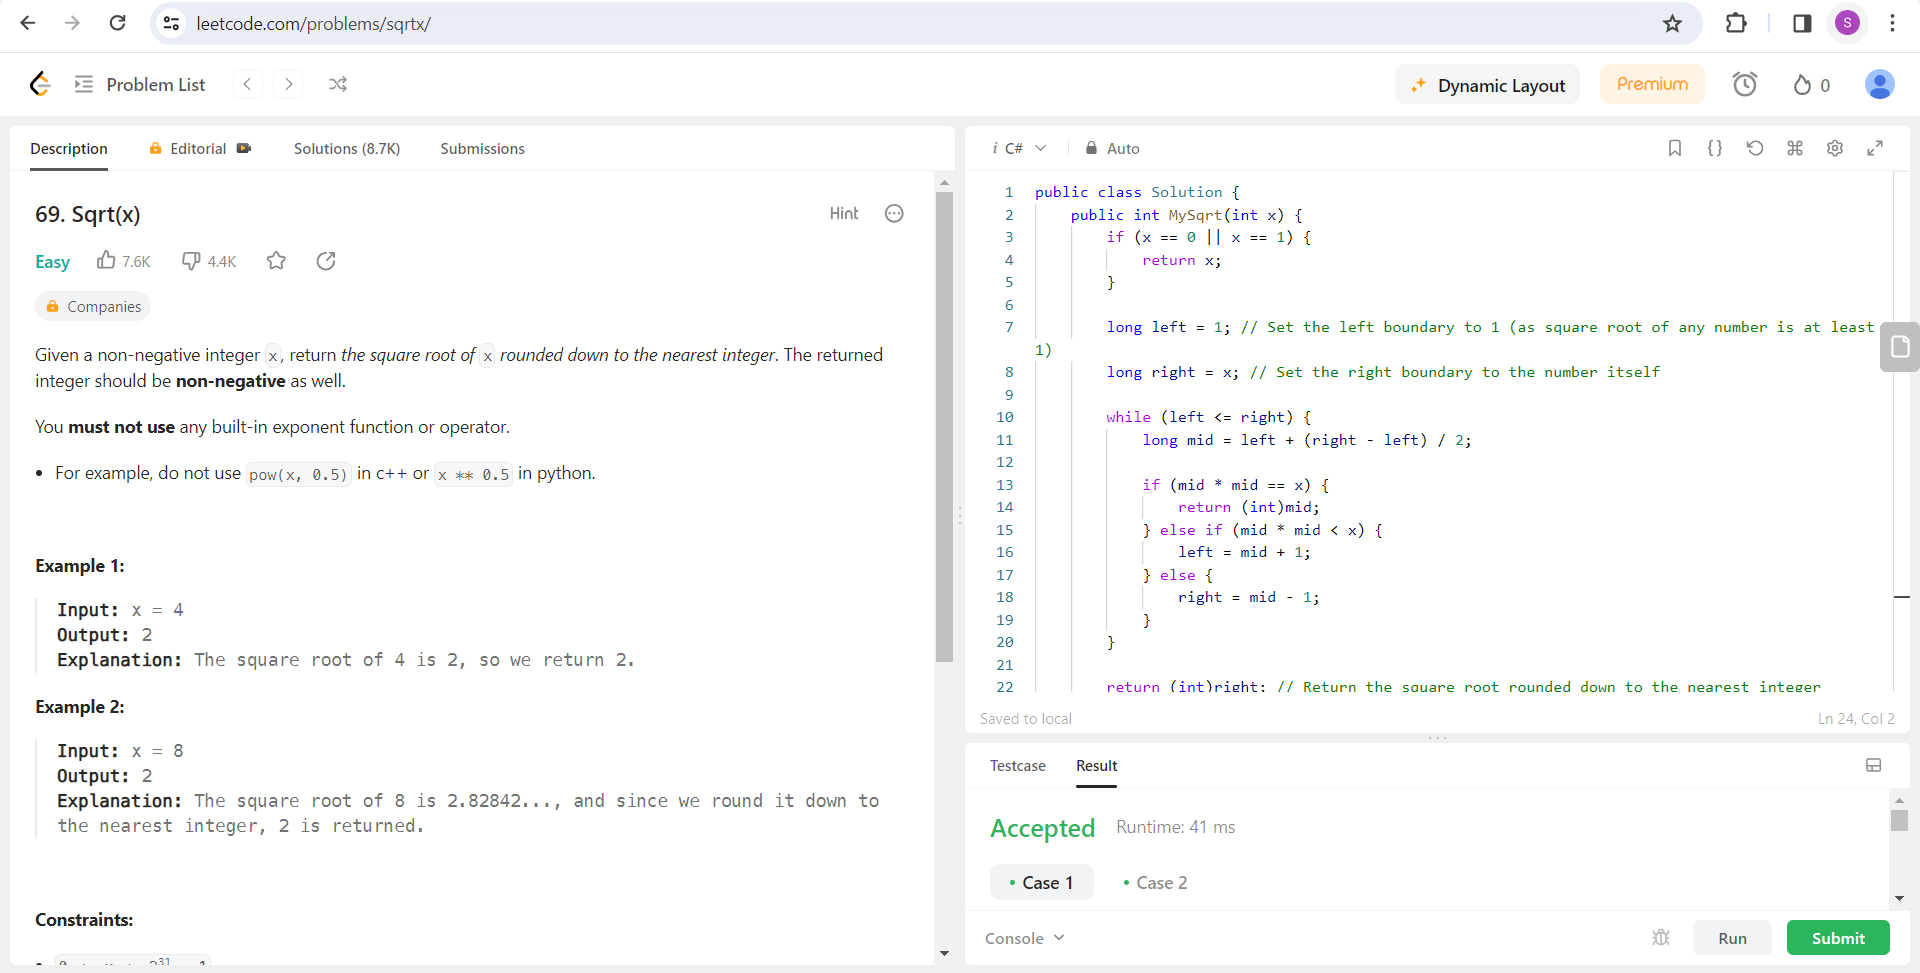 leetcode.com/problems/sqrtx/
S
Problem List
Dynamic Layout
Premium
0
Description
Editorial
Solutions (8.7K)
Submissions
69. Sqrt(x)
Hint
Easy
7.6K
4.4K
Companies
Given a non-negative integer x, return the square root of x rounded down to the nearest integer. The returned
integer should be non-negative as well.
You must not use any built-in exponent function or operator.
• For example, do not use pow(x, 0.5) in c++ or x ** 0.5 in python.
Example 1:
Input: x = 4
Output: 2
Explanation: The square root of 4 is 2, so we return 2.
Example 2:
Input: x = 8
Output: 2
Explanation: The square root of 8 is 2.82842..., and since we round it down to
the nearest integer, 2 is returned.
Constraints:
i C#
Auto
{}
1 public class Solution {
2 public int MySqrt(int x) {
3 if (x == 0 || x == 1) {
4 return x;
5 }
6
7 long left = 1; // Set the left boundary to 1 (as square root of any number is at least
1)
8 long right = x; // Set the right boundary to the number itself
9
10 while (left <= right) {
11 long mid = left + (right - left) / 2;
12
13 if (mid * mid == x) {
14 return (int)mid;
15 } else if (mid * mid < x) {
16 left = mid + 1;
17 } else {
18 right = mid - 1;
19 }
20 }
21
22 return (int)right; // Return the square root rounded down to the nearest integer
Saved to local
Ln 24, Col 2
Testcase
Result
Accepted
Runtime: 41 ms
• Case 1
• Case 2
Console
Run
Submit